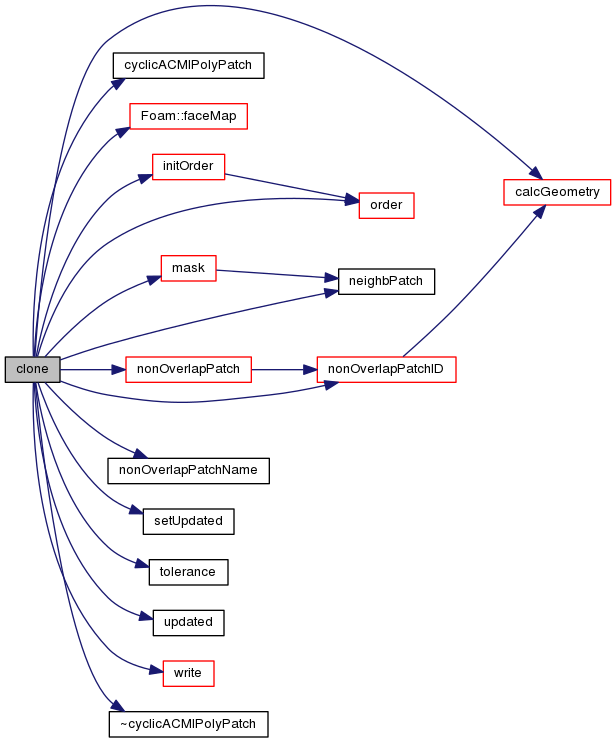 cyclicACMIPolyPatch
Foam::faceMap
initOrder
calcGeometry
order
mask
neighbPatch
clone
nonOverlapPatch
nonOverlapPatchID
nonOverlapPatchName
setUpdated
tolerance
updated
write
~cyclicACMIPolyPatch